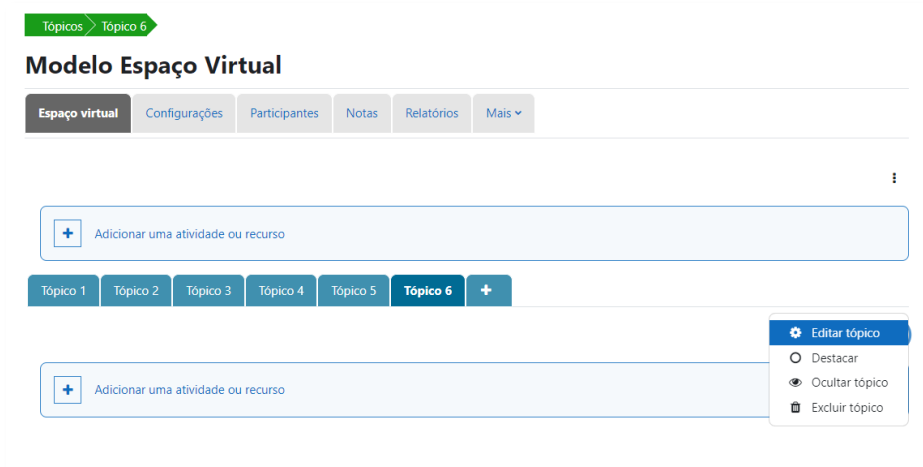 Tópicos Tópico 6
Modelo Espaço Virtual
Espaço virtual Configurações Participantes Notas Relatórios Mais
Adicionar uma atividade ou recurso
Tópico 1 Tópico 2 Tópico 3 Tópico 4 Tópico 5 Tópico 6
Editar tópico
Destacar
Ocultar tópico
Excluir tópico
Adicionar uma atividade ou recurso